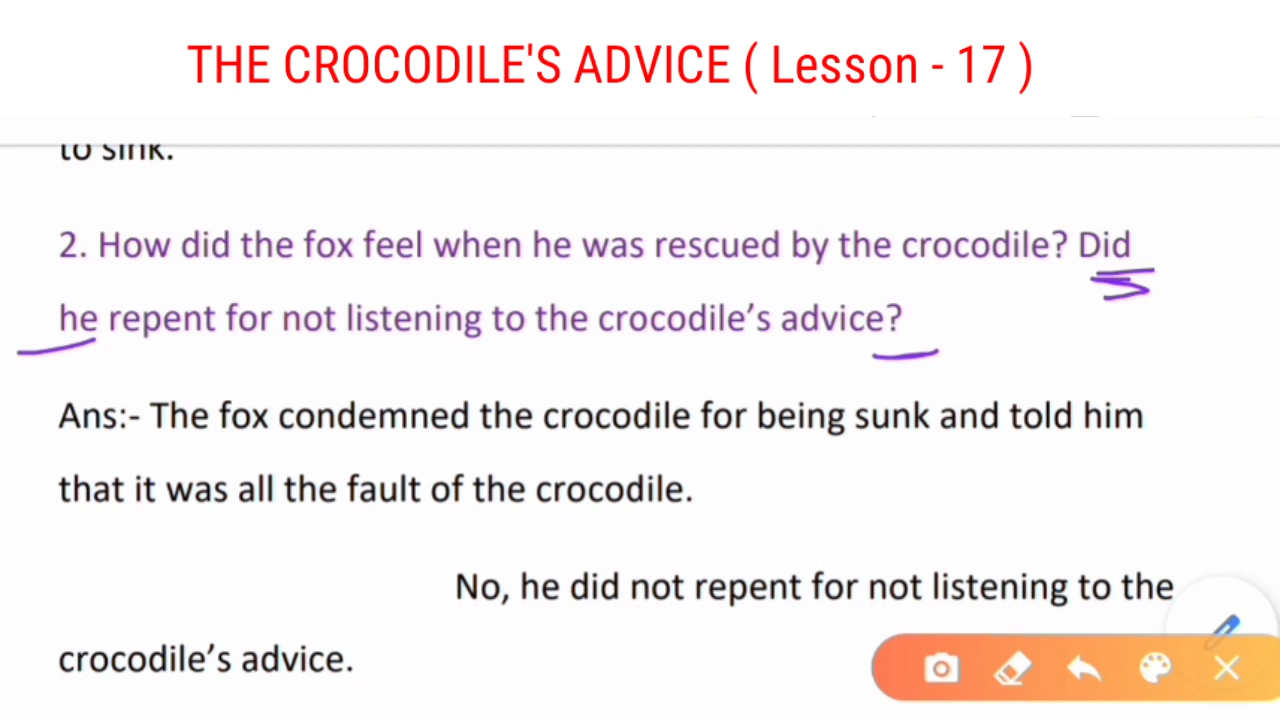 THE CROCODILE'S ADVICE ( Lesson - 17 )
to sink.
2. How did the fox feel when he was rescued by the crocodile? Did
he repent for not listening to the crocodile’s advice?
Ans:- The fox condemned the crocodile for being sunk and told him
that it was all the fault of the crocodile.
No, he did not repent for not listening to the
crocodile’s advice.